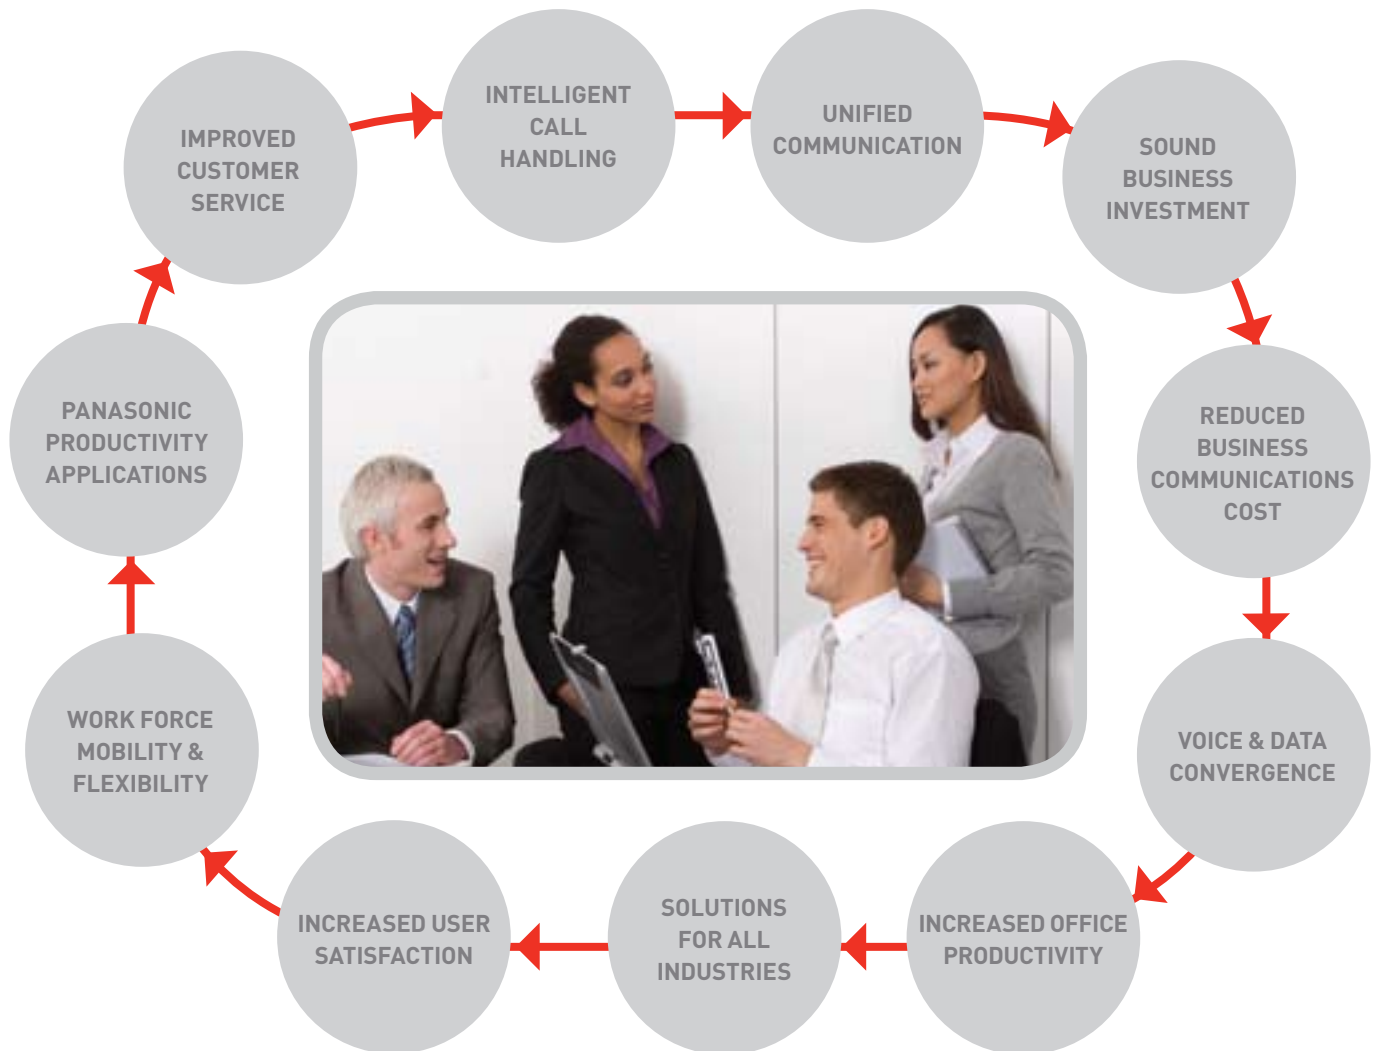 INTELLIGENT
CALL
HANDLING
UNIFIED
COMMUNICATION
SOUND
BUSINESS
INVESTMENT
REDUCED
BUSINESS
COMMUNICATIONS
COST
VOICE & DATA
CONVERGENCE
INCREASED OFFICE
PRODUCTIVITY
SOLUTIONS
FOR ALL
INDUSTRIES
INCREASED USER
SATISFACTION
WORK FORCE
MOBILITY &
FLEXIBILITY
PANASONIC
PRODUCTIVITY
APPLICATIONS
IMPROVED
CUSTOMER
SERVICE